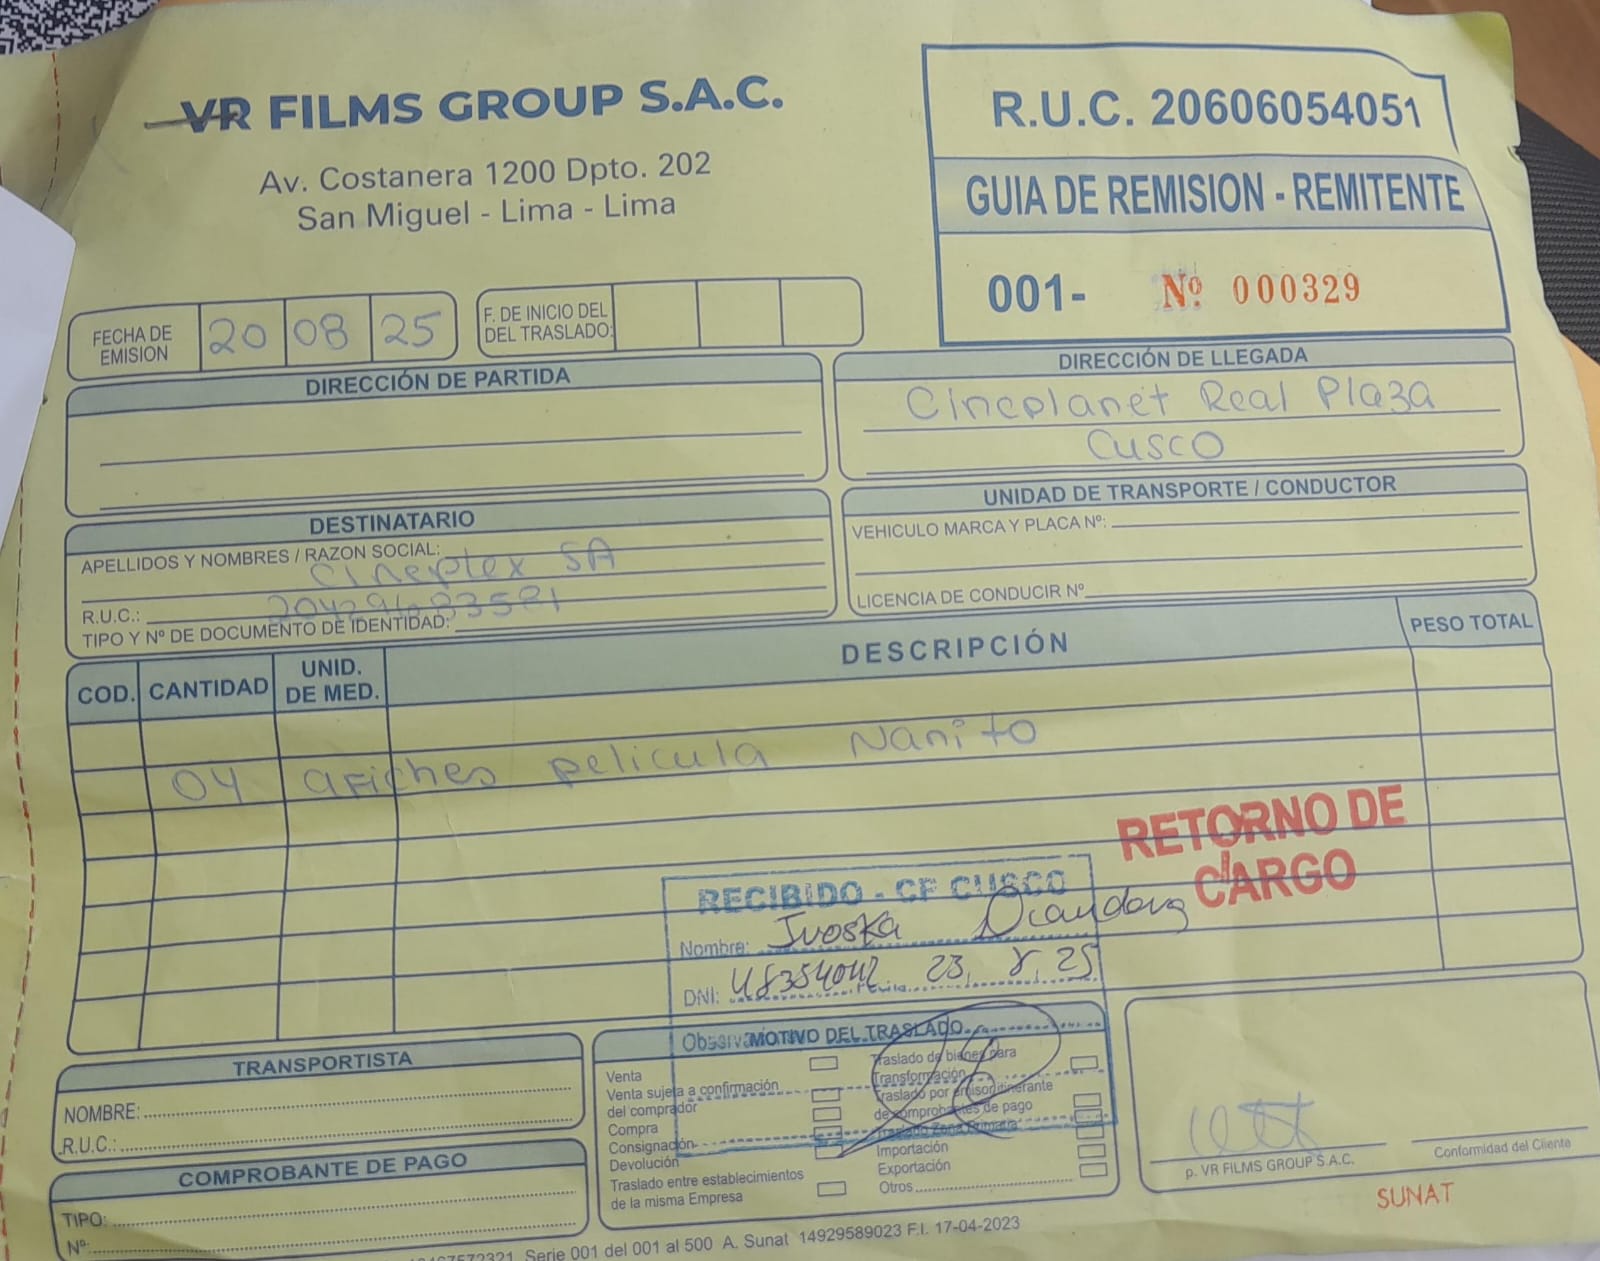 VR FILMS GROUP S.A.C.
Av. Costanera 1200 Dpto. 202
San Miguel - Lima - Lima
R.U.C. 20606054051
GUIA DE REMISION - REMITENTE
001- Nº 000329
FECHA DE EMISION 20 08 25
F. DE INICIO DEL
DEL TRASLADO:
DIRECCIÓN DE PARTIDA
DIRECCIÓN DE LLEGADA
Cineplanet Real Plaza
Cusco
DESTINATARIO
APELLIDOS Y NOMBRES / RAZON SOCIAL:
Cineplex SA
R.U.C.: 20429683581
TIPO Y Nº DE DOCUMENTO DE IDENTIDAD:
UNIDAD DE TRANSPORTE / CONDUCTOR
VEHICULO MARCA Y PLACA Nº:
LICENCIA DE CONDUCIR Nº
COD. CANTIDAD UNID. DE MED. DESCRIPCIÓN PESO TOTAL
04 afiches pelicula Nanito
RETORNO DE
CARGO
RECIBIDO - CP CUSCO
Nombre: Ivoska
DNI: 48354042 23. 8. 25
TRANSPORTISTA
NOMBRE:
R.U.C.:
COMPROBANTE DE PAGO
TIPO:
Nº
MOTIVO DEL TRASLADO
Venta
Venta sujeta a confirmación
del comprador
Compra
Consignación
Devolución
Traslado entre establecimientos
de la misma Empresa
Traslado de bienes para
Transformación
Traslado por emisor itinerante
de comprobantes de pago
Traslado Zona Primaria
Importación
Exportación
Otros
p. VR FILMS GROUP S.A.C.
Conformidad del Cliente
SUNAT
Serie 001 del 001 al 500 A. Sunat 14929589023 F.I. 17-04-2023